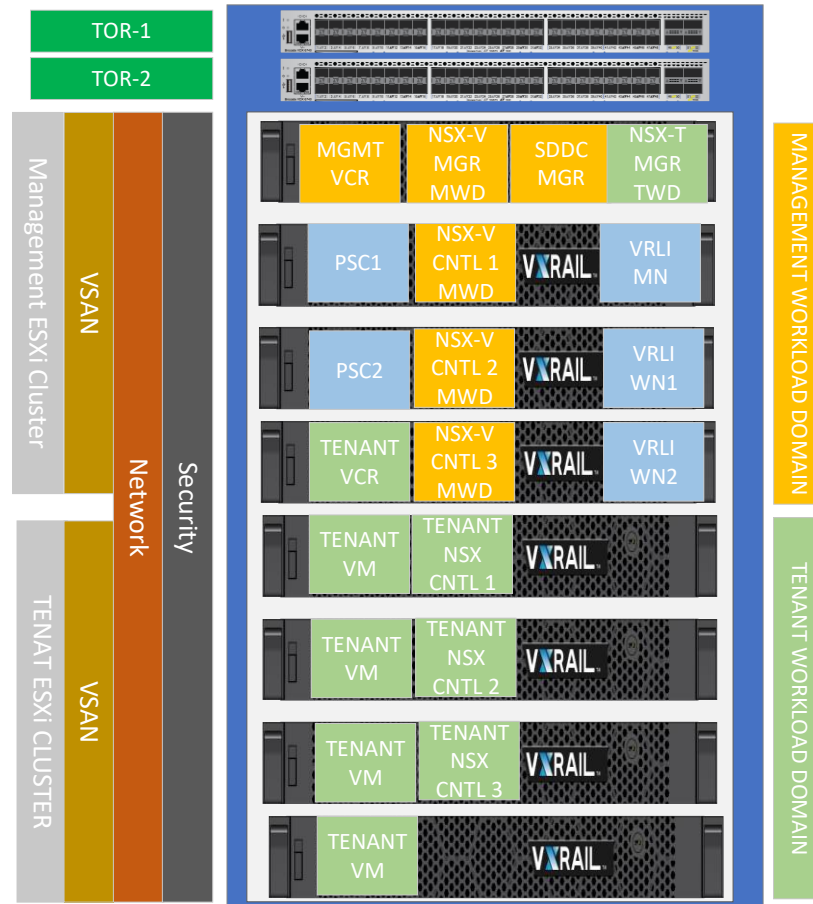 TOR-1
TOR-2
Management ESXi Cluster
VSAN
TENAT ESXi CLUSTER
VSAN
Network
Security
MGMT
VCR
NSX-V
MGR
MWD
SDDC
MGR
NSX-T
MGR
TWD
PSC1
NSX-V
CNTL 1
MWD
VXRAIL
VRLI
MN
PSC2
NSX-V
CNTL 2
MWD
VXRAIL
VRLI
WN1
TENANT
VCR
NSX-V
CNTL 3
MWD
VXRAIL
VRLI
WN2
TENANT
VM
TENANT
NSX
CNTL 1
VXRAIL
TENANT
VM
TENANT
NSX
CNTL 2
VXRAIL
TENANT
VM
TENANT
NSX
CNTL 3
VXRAIL
TENANT
VM
VXRAIL
MANAGEMENT WORKLOAD DOMAIN
TENANT WORKLOAD DOMAIN